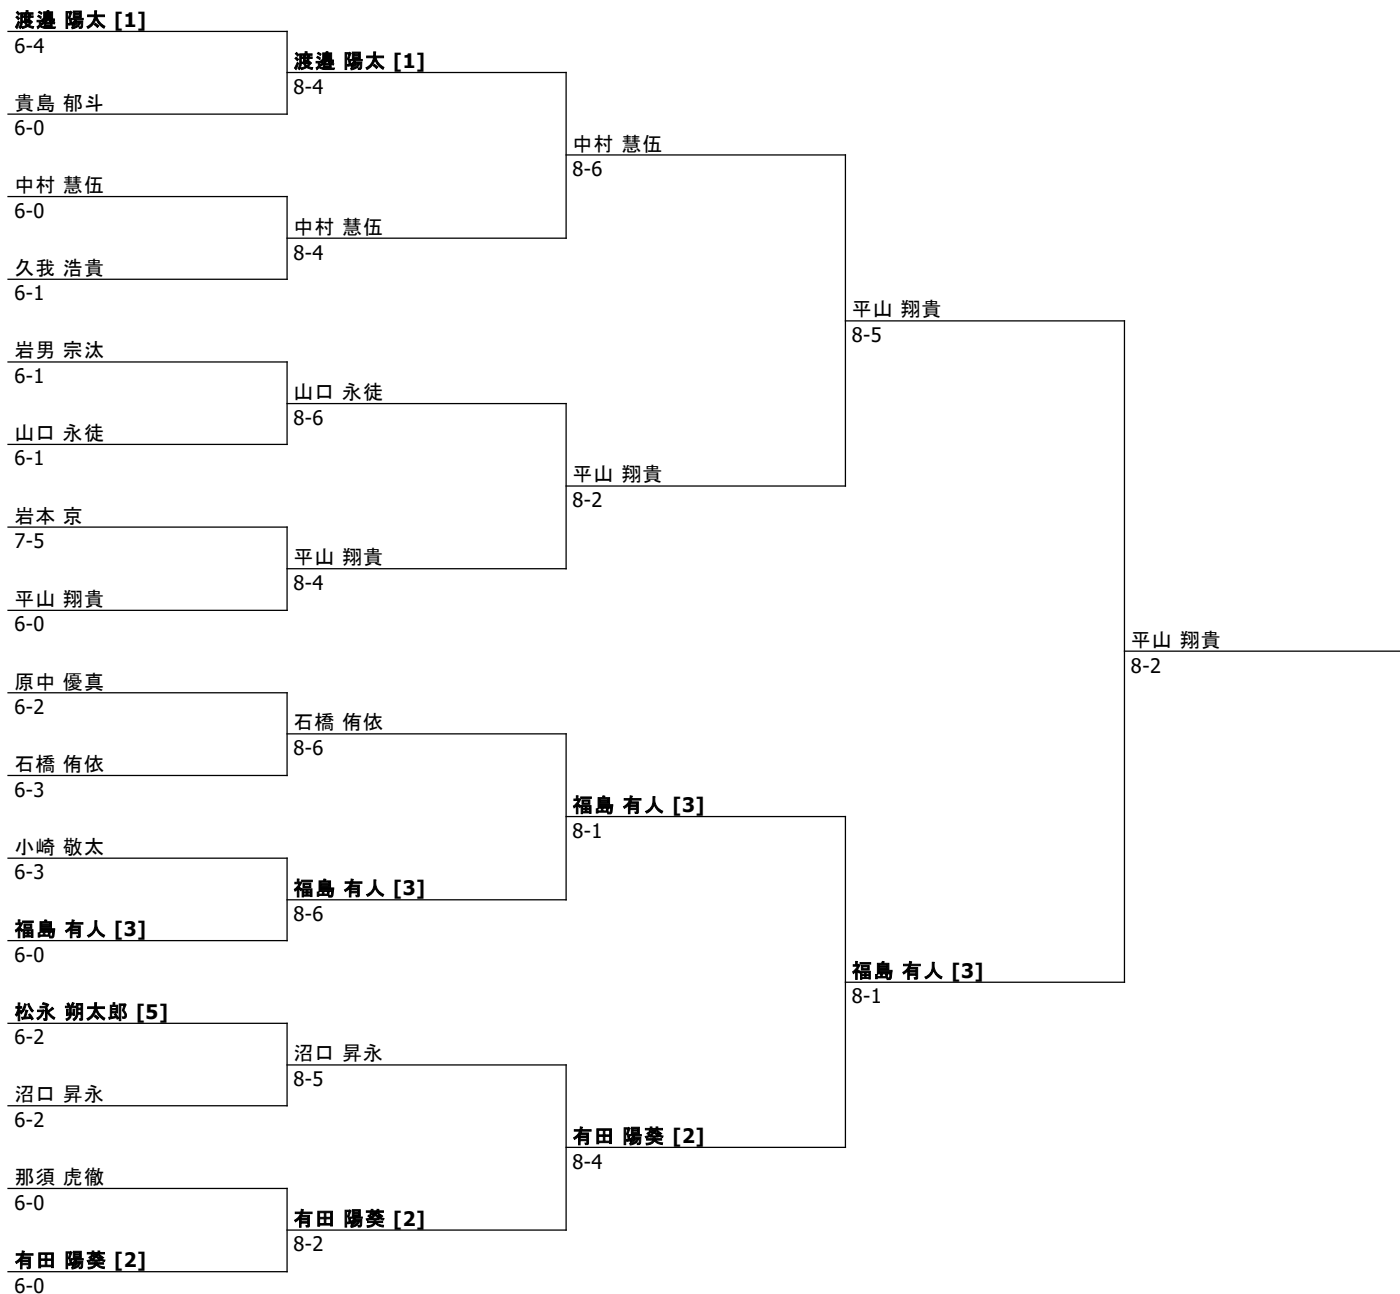 渡邉 陽太 [1]
6-4
貴島 郁斗
6-0
中村 慧伍
6-0
久我 浩貴
6-1
岩男 宗汰
6-1
山口 永徒
6-1
岩本 京
7-5
平山 翔貴
6-0
原中 優真
6-2
石橋 侑依
6-3
小崎 敬太
6-3
福島 有人 [3]
6-0
松永 朔太郎 [5]
6-2
沼口 昇永
6-2
那須 虎徹
6-0
有田 陽葵 [2]
6-0
渡邉 陽太 [1]
8-4
中村 慧伍
8-4
山口 永徒
8-6
平山 翔貴
8-4
石橋 侑依
8-6
福島 有人 [3]
8-6
沼口 昇永
8-5
有田 陽葵 [2]
8-2
中村 慧伍
8-6
平山 翔貴
8-2
福島 有人 [3]
8-1
有田 陽葵 [2]
8-4
平山 翔貴
8-5
福島 有人 [3]
8-1
平山 翔貴
8-2